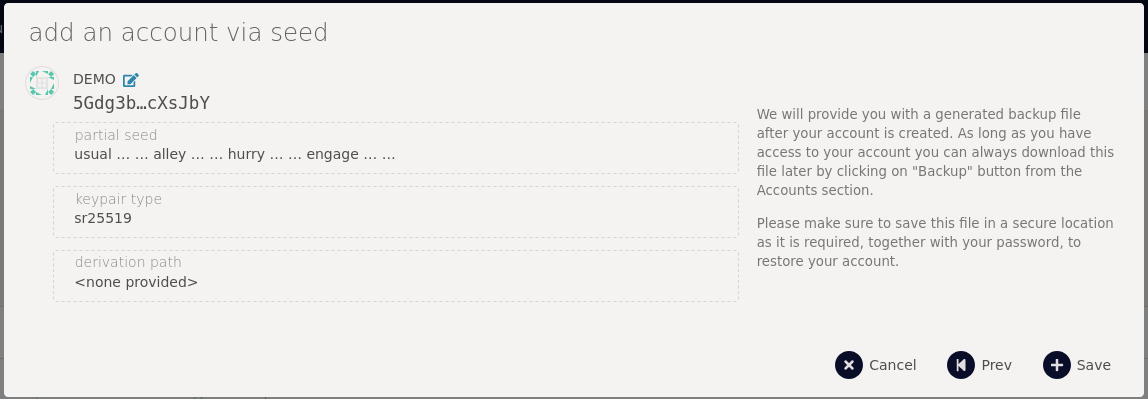 add an account via seed
DEMO
5Gdg3b…cXsJbY
partial seed
usual … … alley … … hurry … … engage … …
keypair type
sr25519
derivation path
<none provided>
We will provide you with a generated backup file
after your account is created. As long as you have
access to your account you can always download this
file later by clicking on "Backup" button from the
Accounts section.
Please make sure to save this file in a secure location
as it is required, together with your password, to
restore your account.
Cancel
Prev
Save